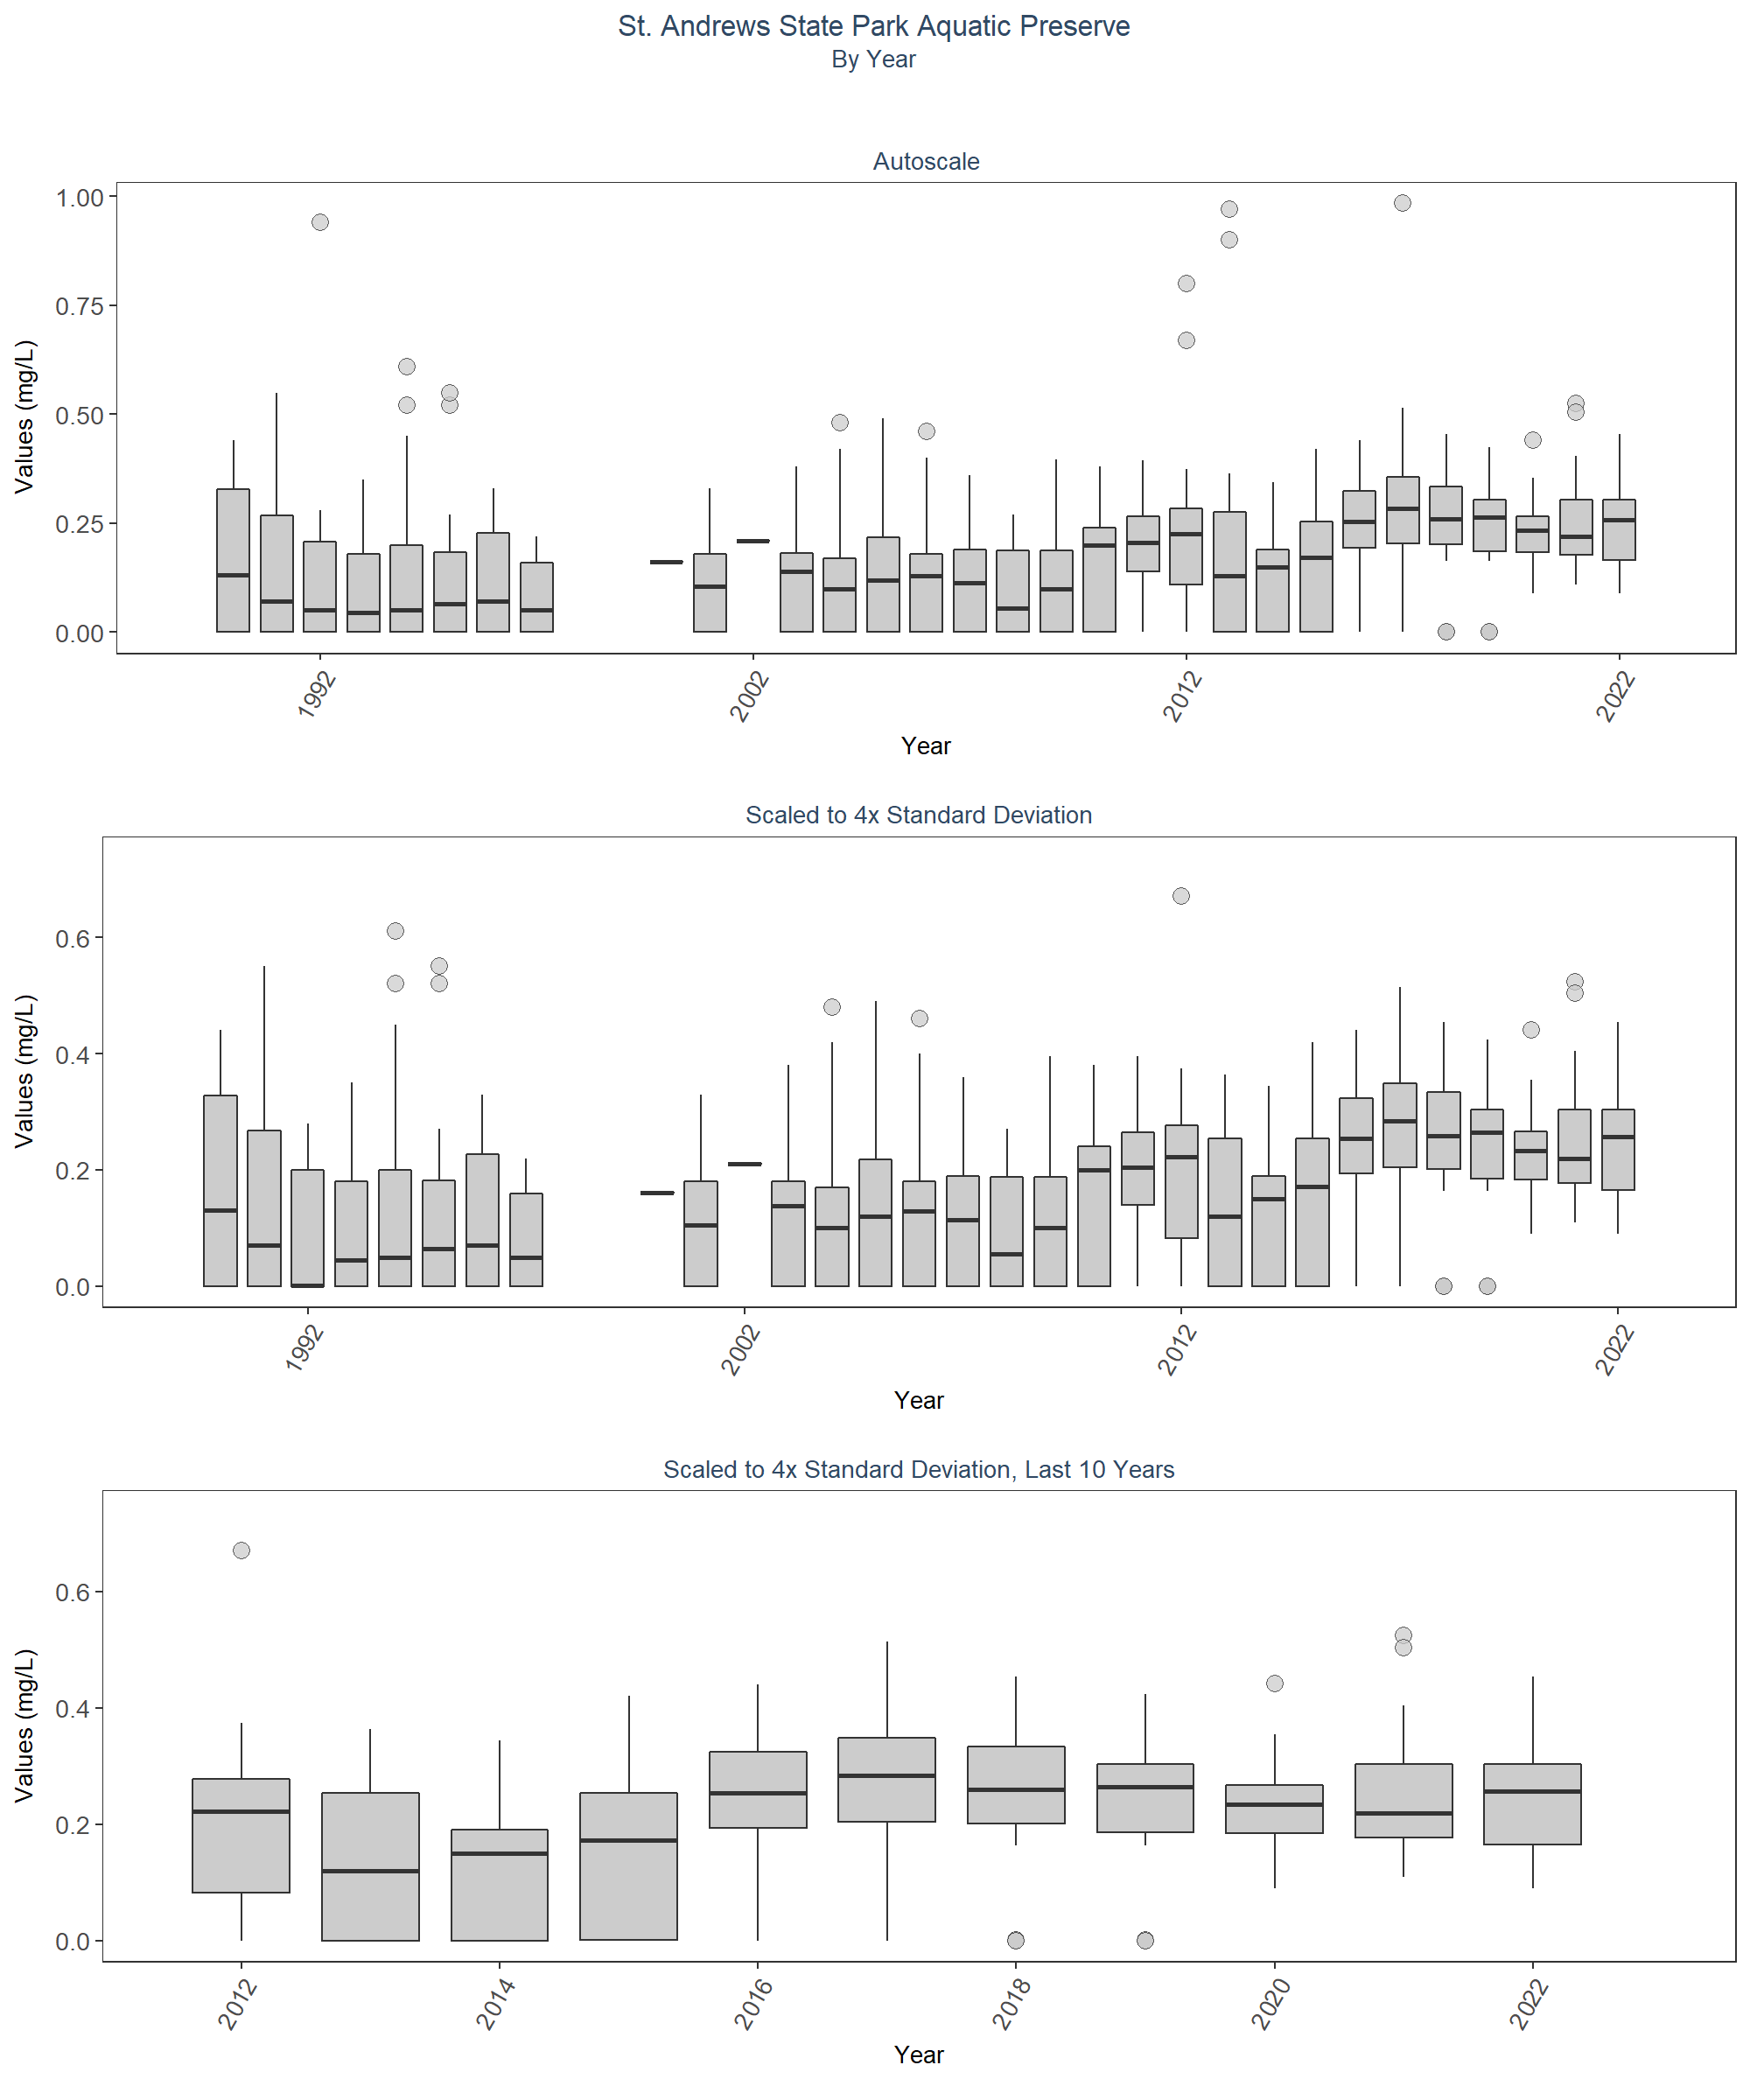 St. Andrews State Park Aquatic Preserve
By Year
Autoscale
Values (mg/L)
1.00
0.75
0.50
0.25
0.00
1992
2002
2012
2022
Year
Scaled to 4x Standard Deviation
Values (mg/L)
0.6
0.4
0.2
0.0
1992
2002
2012
2022
Year
Scaled to 4x Standard Deviation, Last 10 Years
Values (mg/L)
0.6
0.4
0.2
0.0
2012
2014
2016
2018
2020
2022
Year